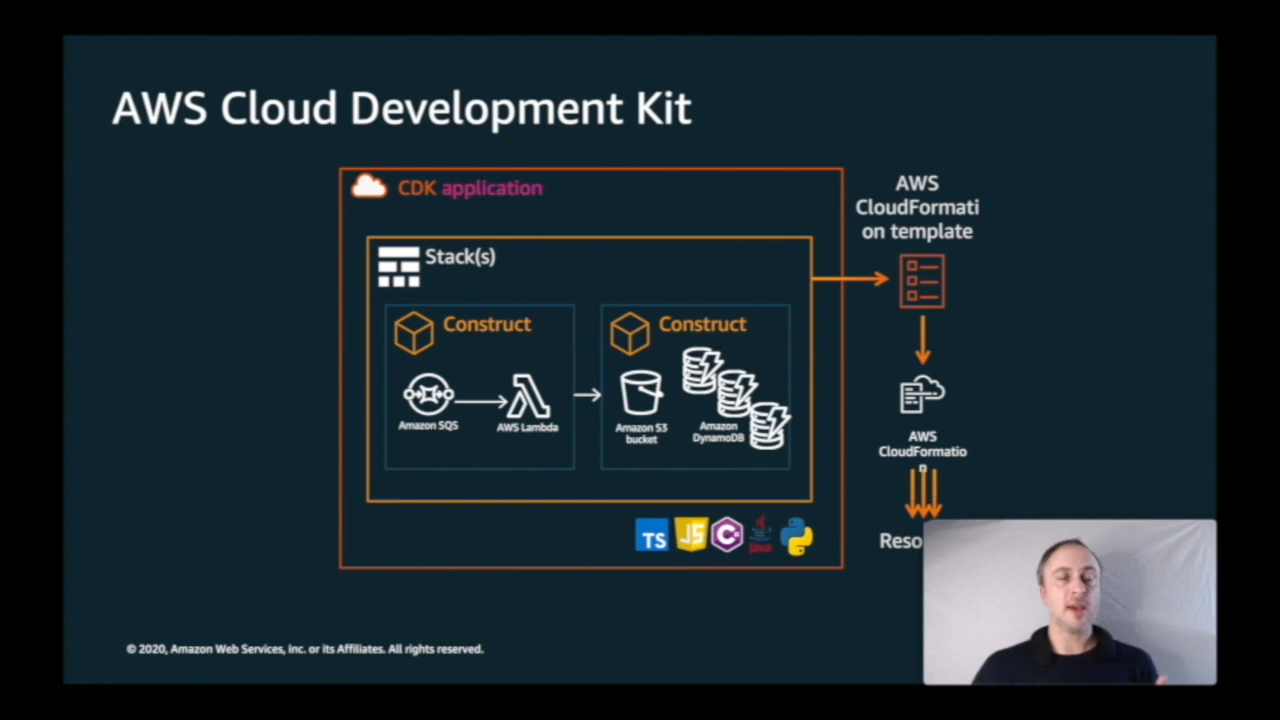 AWS Cloud Development Kit
CDK application
AWS
CloudFormati
on template
Stack(s)
Construct
Construct
Amazon SQS
AWS Lambda
Amazon S3
bucket
Amazon
DynamoDB
AWS
CloudFormatio
n
TS
JS
C#
Java
Reso
© 2020, Amazon Web Services, inc. or its Affiliates. All rights reserved.